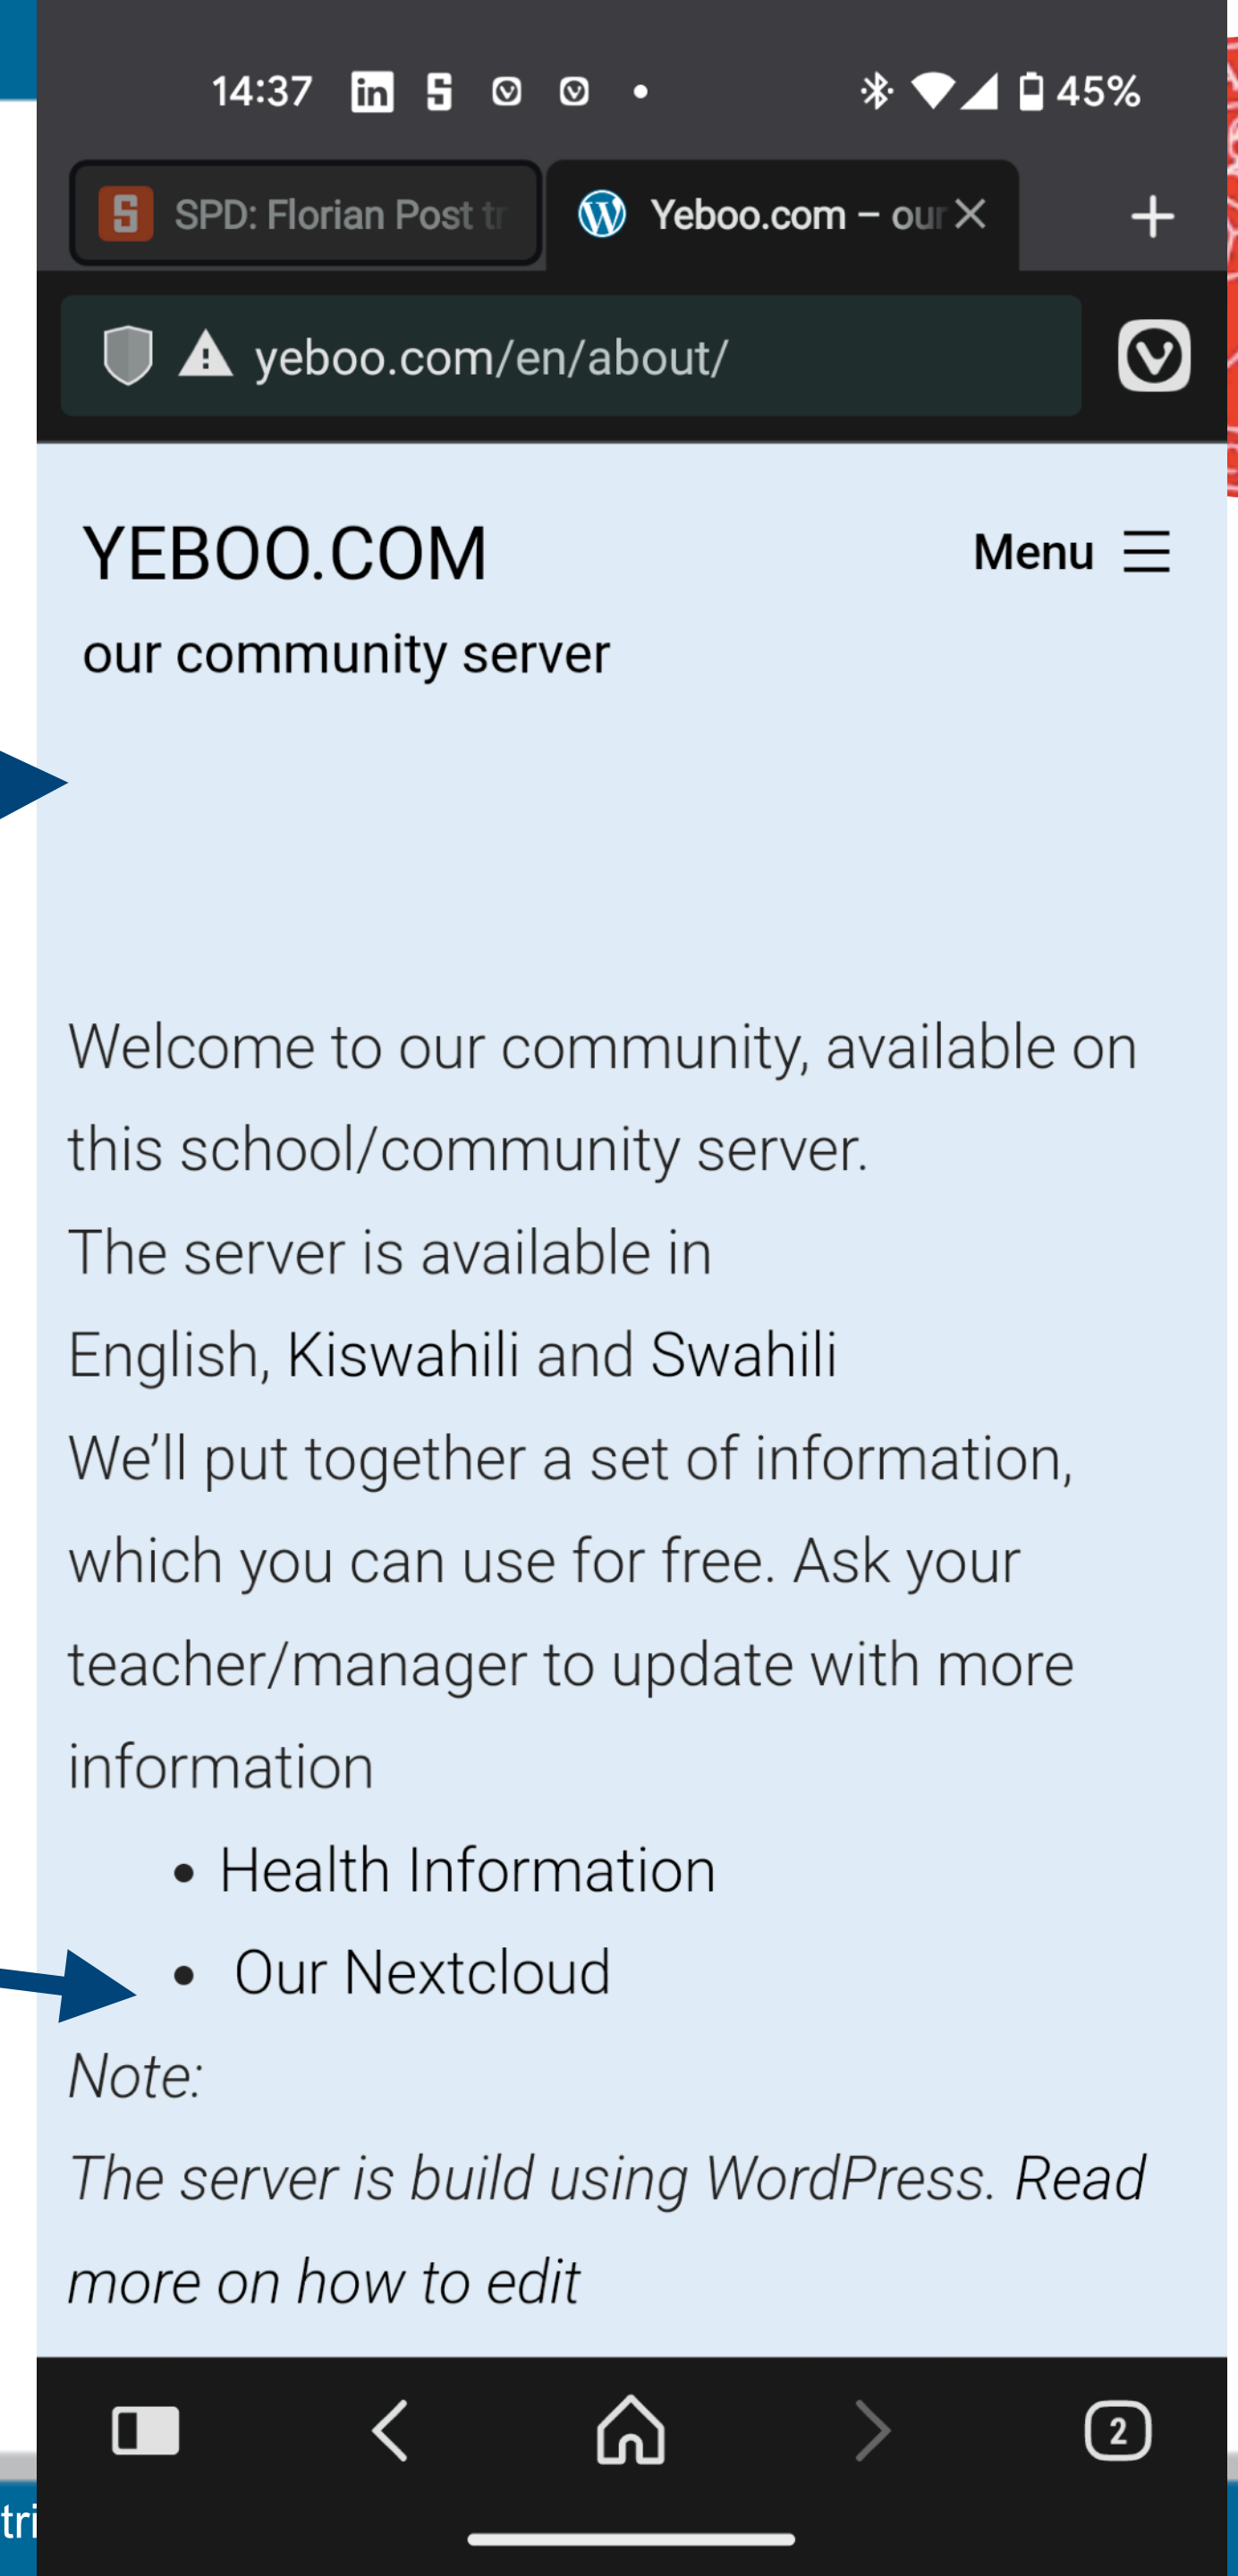 14:37 in 45%
SPD: Florian Post tr Yeboo.com – our
yeboo.com/en/about/
YEBOO.COM Menu
our community server
Welcome to our community, available on
this school/community server.
The server is available in
English, Kiswahili and Swahili
We'll put together a set of information,
which you can use for free. Ask your
teacher/manager to update with more
information
• Health Information
• Our Nextcloud
Note:
The server is build using WordPress. Read
more on how to edit
2
tri